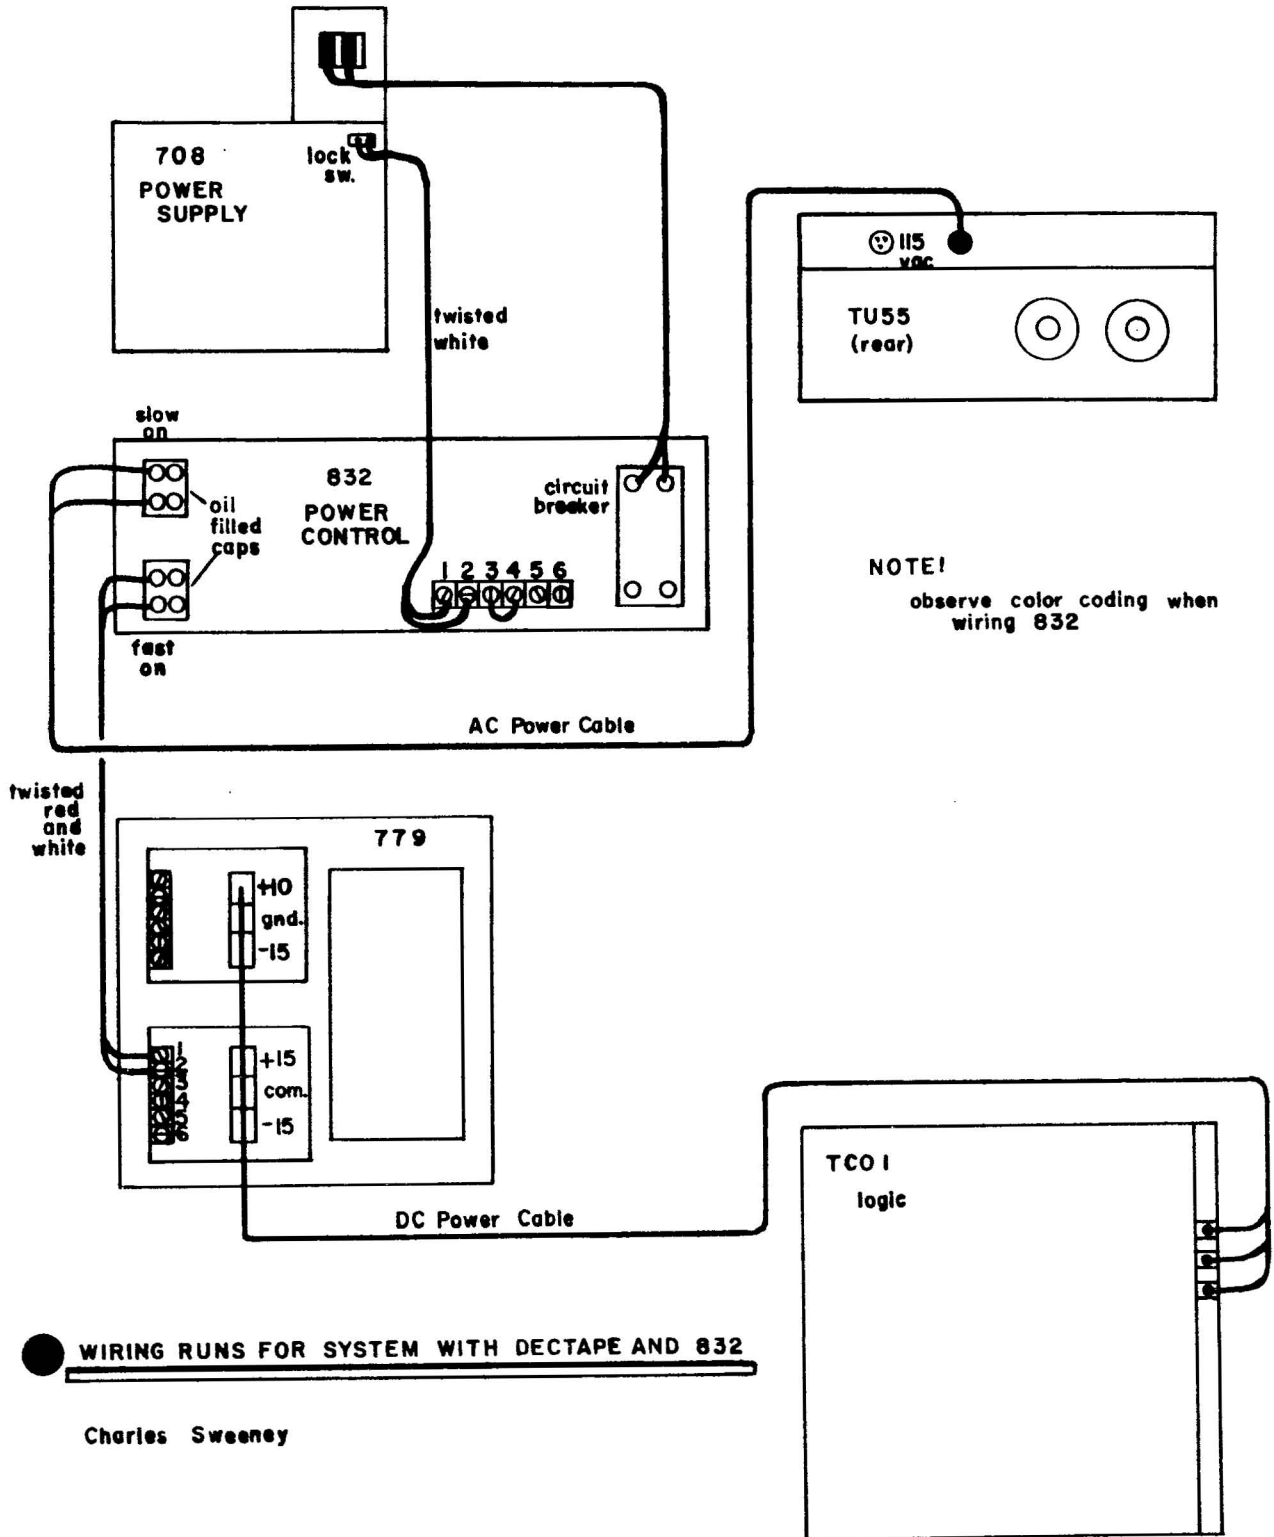 708
POWER
SUPPLY
lock
sw.
twisted
white
115
vac
TU55
(rear)
slow
on
832
POWER
CONTROL
oil
filled
caps
circuit
breaker
1 2 3 4 5 6
fast
on
NOTE!
observe color coding when
wiring 832
AC Power Cable
twisted
red
and
white
779
+10
gnd.
-15
1
2
3
4
5
6
+15
com.
-15
DC Power Cable
TC01
logic
WIRING RUNS FOR SYSTEM WITH DECTAPE AND 832
Charles Sweeney